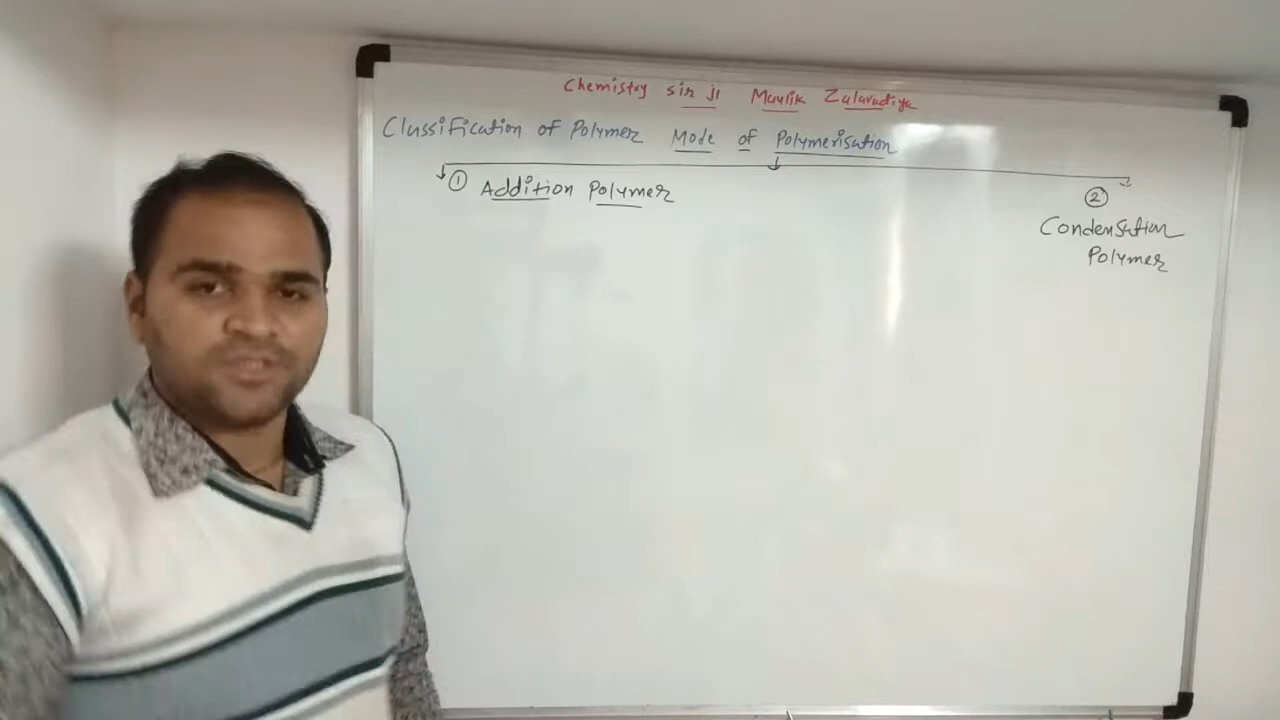 Chemistry sir ji Maulik Zalavadiya
Classification of Polymer Mode of Polymerisation
① Addition Polymer
②
Condensation
Polymer